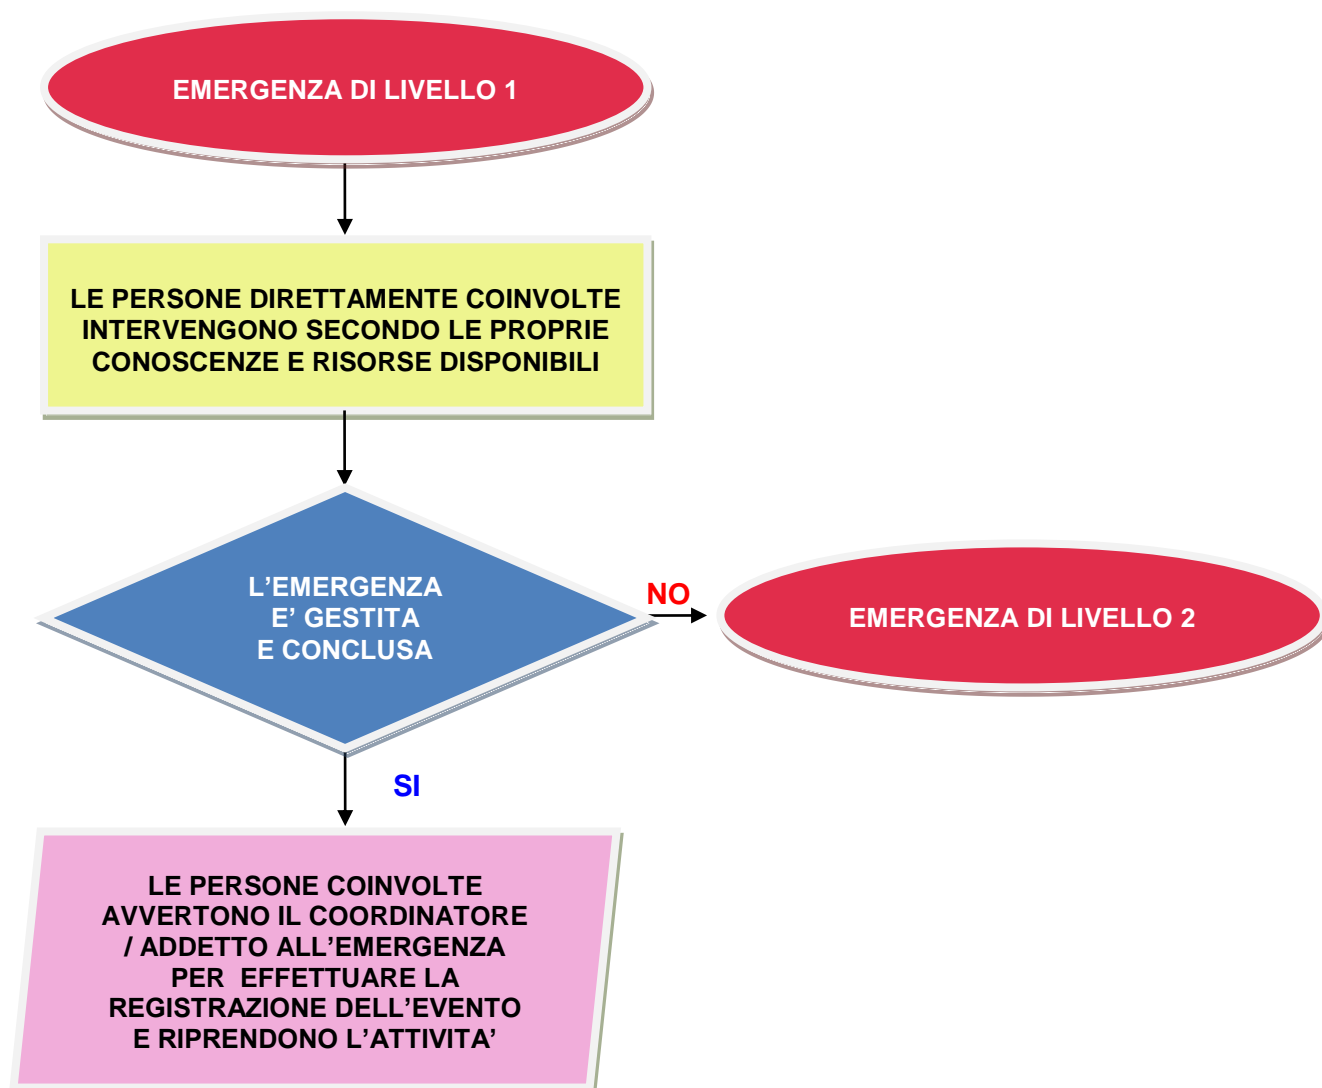 EMERGENZA DI LIVELLO 1
LE PERSONE DIRETTAMENTE COINVOLTE
INTERVENGONO SECONDO LE PROPRIE
CONOSCENZE E RISORSE DISPONIBILI
L’EMERGENZA
E’ GESTITA
E CONCLUSA
NO
EMERGENZA DI LIVELLO 2
SI
LE PERSONE COINVOLTE
AVVERTONO IL COORDINATORE
/ ADDETTO ALL’EMERGENZA
PER EFFETTUARE LA
REGISTRAZIONE DELL’EVENTO
E RIPRENDONO L’ATTIVITA’